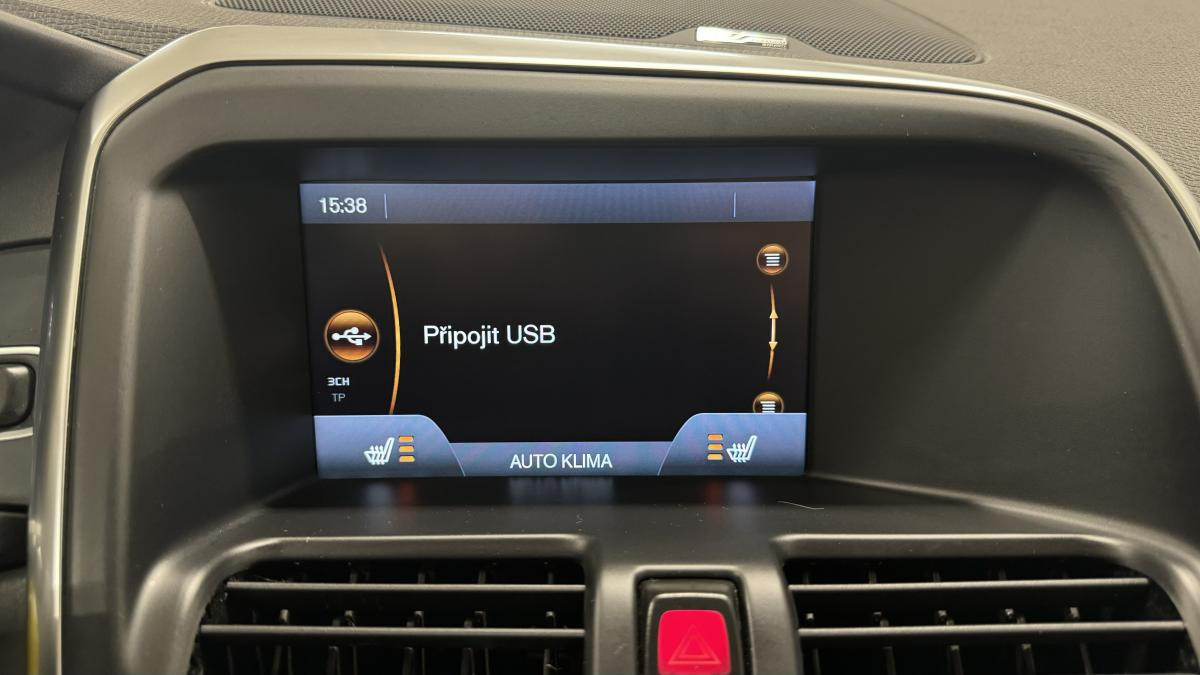 15:38
Připojit USB
3CH
TP
AUTO KLIMA